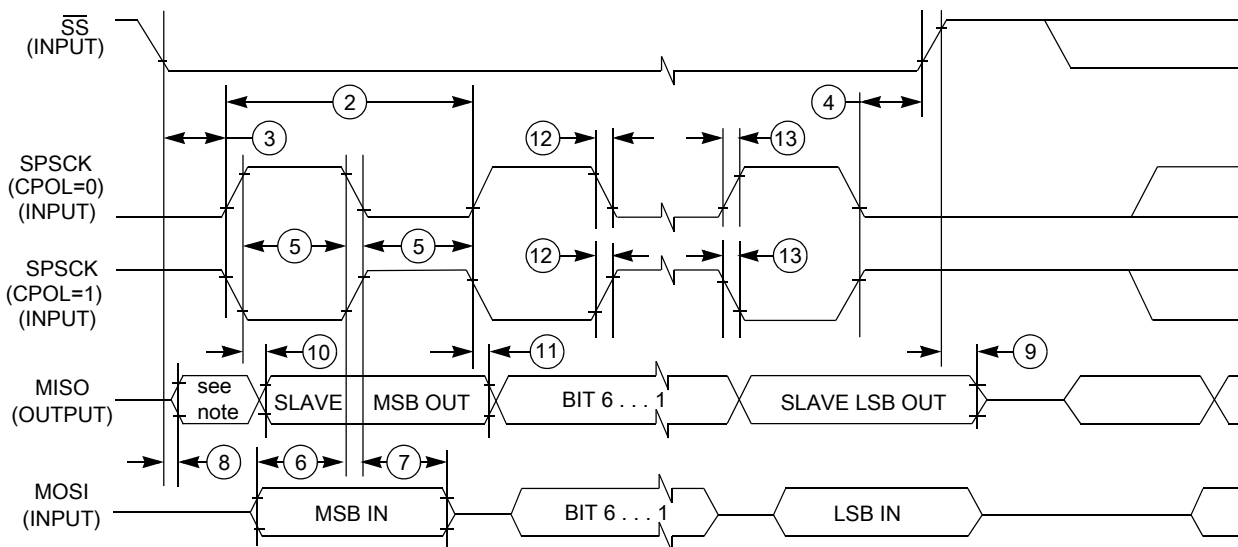 SS
(INPUT)
2
4
3
12
13
SPSCK
(CPOL=0)
(INPUT)
5
5
SPSCK
(CPOL=1)
(INPUT)
12
13
10
11
9
MISO
(OUTPUT)
see
note
SLAVE
MSB OUT
BIT 6 . . . 1
SLAVE LSB OUT
8
6
7
MOSI
(INPUT)
MSB IN
BIT 6 . . . 1
LSB IN